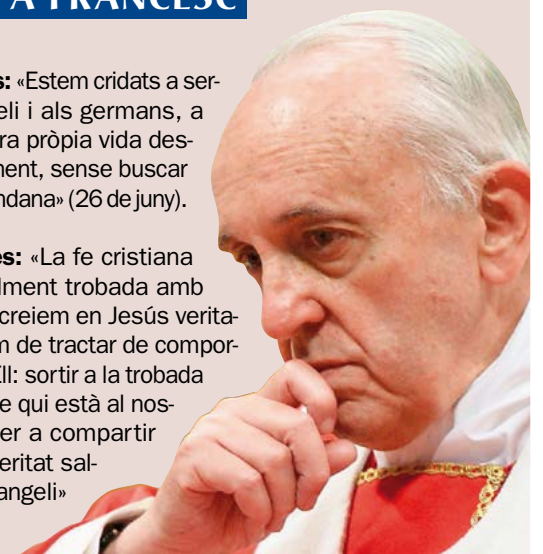 A FRANCESC
s: «Estem cridats a ser-
eli i als germans, a
ra pròpia vida des-
ment, sense buscar
ndana» (26 de juny).
es: «La fe cristiana
lment trobada amb
creiem en Jesús verita-
m de tractar de compor-
Ell: sortir a la trobada
e qui està al nos-
er a compartir
eritat sal-
angeli»